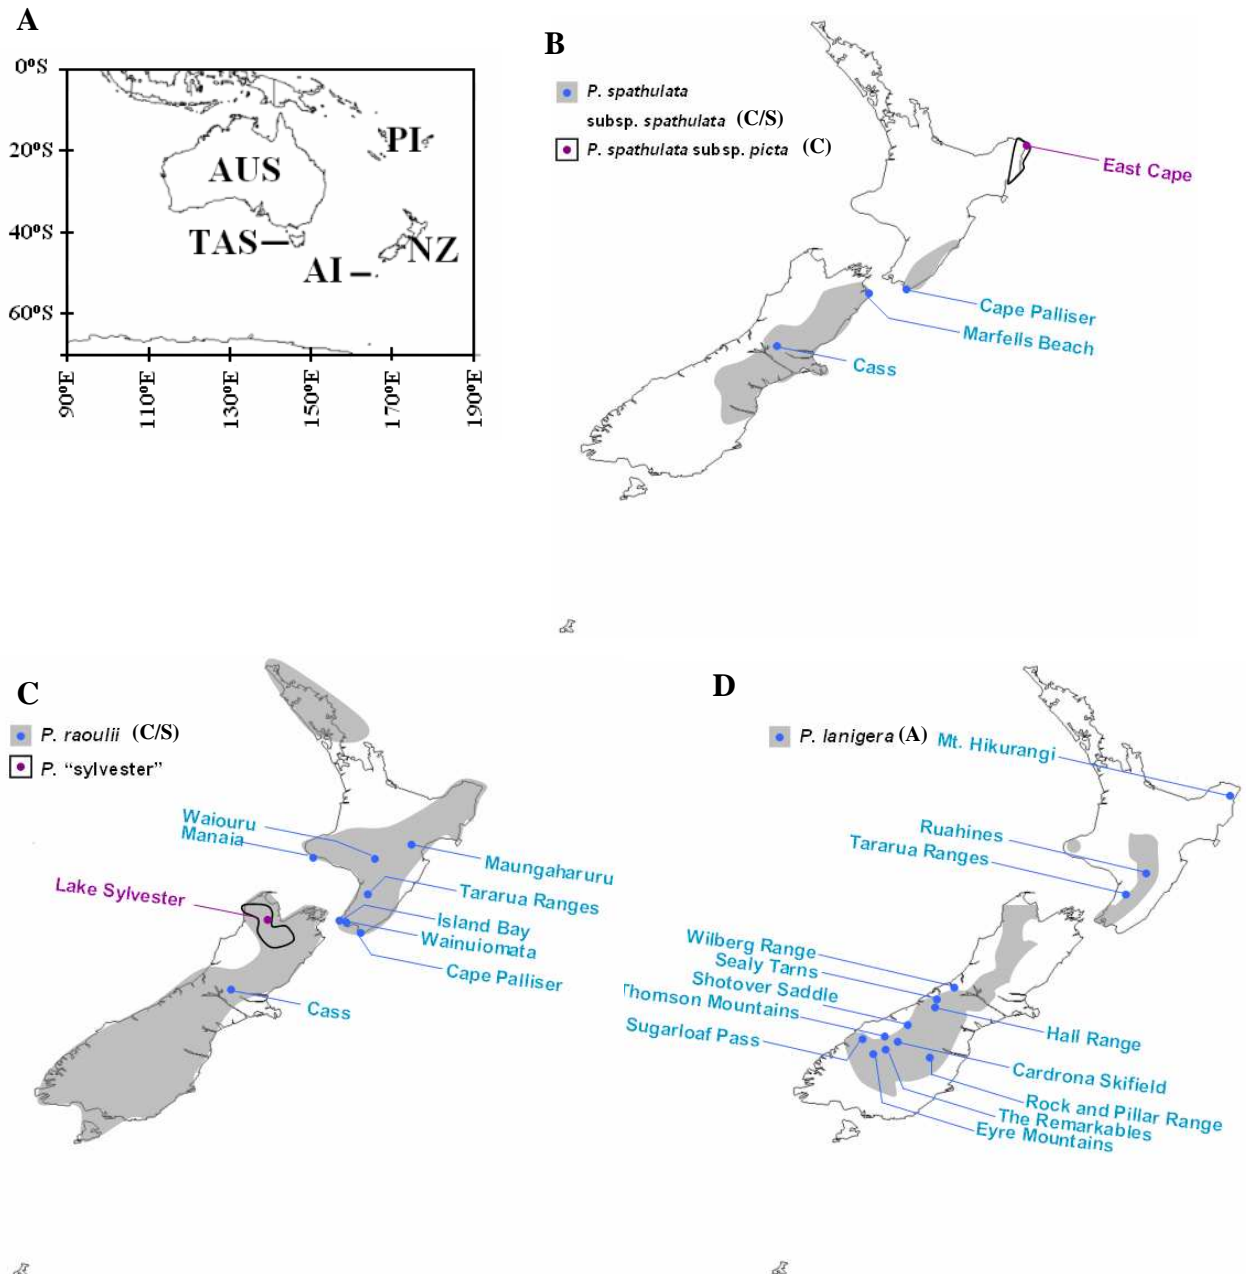 A
0°S
20°S
40°S
60°S
90°E
110°E
130°E
150°E
170°E
190°E
AUS
PI
TAS
AI
NZ
B
P. spathulata
subsp. spathulata (C/S)
P. spathulata subsp. picta (C)
East Cape
Cape Palliser
Marfells Beach
Cass
C
P. raoulii (C/S)
P. “sylvester”
Waiouru
Manaia
Lake Sylvester
Maungaharuru
Tararua Ranges
Island Bay
Wainuiomata
Cape Palliser
Cass
D
P. lanigera (A)
Mt. Hikurangi
Ruahines
Tararua Ranges
Wilberg Range
Sealy Tarns
Shotover Saddle
Thomson Mountains
Sugarloaf Pass
Hall Range
Cardrona Skifield
Rock and Pillar Range
The Remarkables
Eyre Mountains